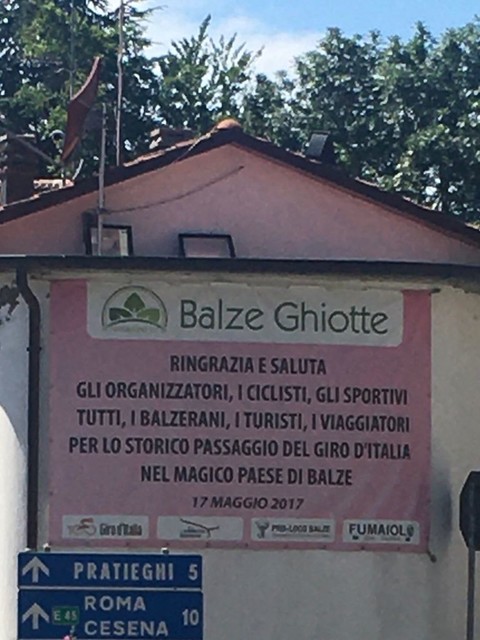 Balze Ghiotte
RINGRAZIA E SALUTA
GLI ORGANIZZATORI, I CICLISTI, GLI SPORTIVI
TUTTI, I BALZERANI, I TURISTI, I VIAGGIATORI
PER LO STORICO PASSAGGIO DEL GIRO D'ITALIA
NEL MAGICO PAESE DI BALZE
17 MAGGIO 2017
Giro d'Italia
PRO-LOCO BALZE
FUMAIOLO
PRATIEGHI 5
E 45 ROMA
CESENA 10